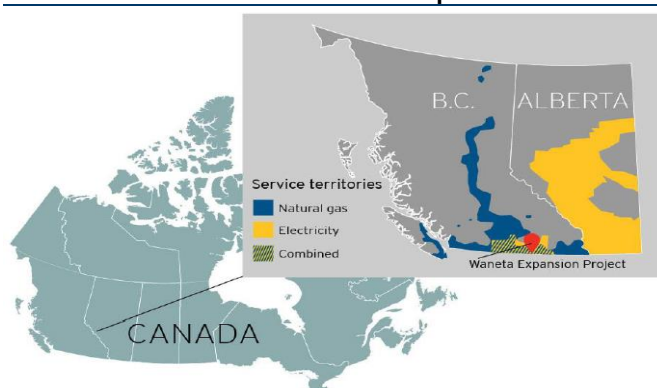 B.C.
ALBERTA
Service territories
Natural gas
Electricity
Combined
Waneta Expansion Project
CANADA